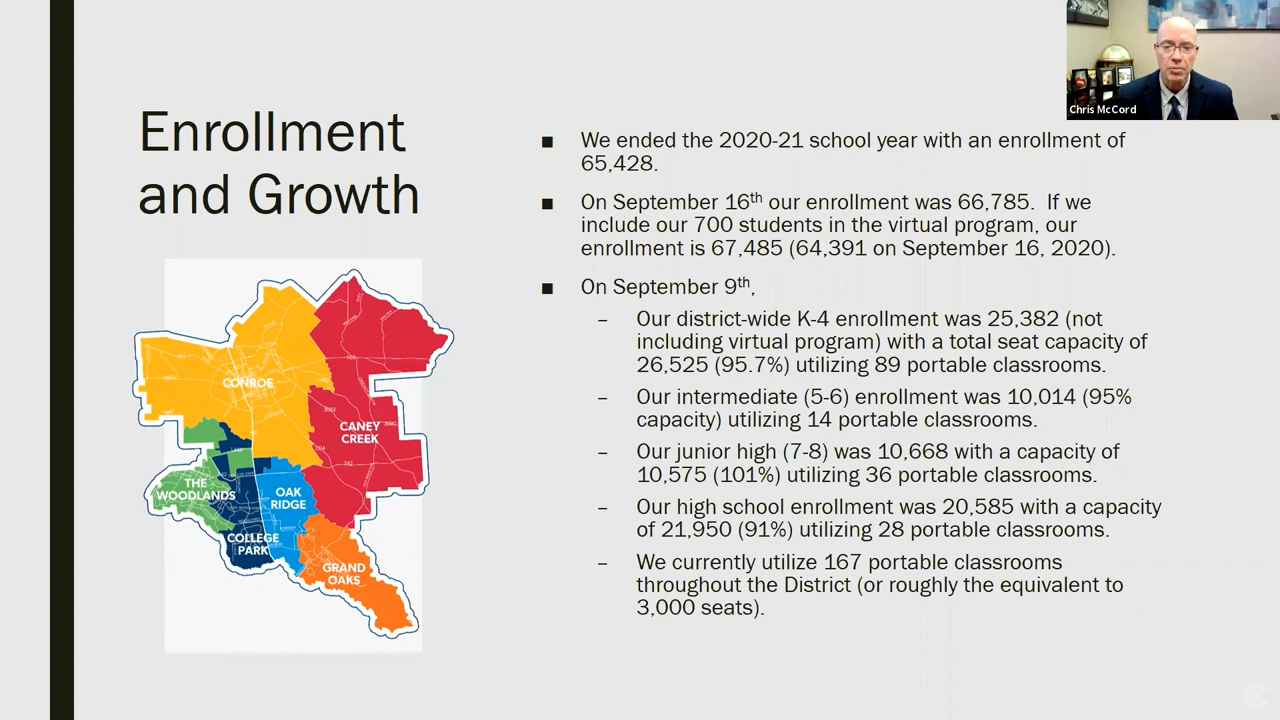 Chris McCord
Enrollment
and Growth
■ We ended the 2020-21 school year with an enrollment of
65,428.
■ On September 16th our enrollment was 66,785.  If we
include our 700 students in the virtual program, our
enrollment is 67,485 (64,391 on September 16, 2020).
■ On September 9th,
– Our district-wide K-4 enrollment was 25,382 (not
including virtual program) with a total seat capacity of
26,525 (95.7%) utilizing 89 portable classrooms.
– Our intermediate (5-6) enrollment was 10,014 (95%
capacity) utilizing 14 portable classrooms.
– Our junior high (7-8) was 10,668 with a capacity of
10,575 (101%) utilizing 36 portable classrooms.
– Our high school enrollment was 20,585 with a capacity
of 21,950 (91%) utilizing 28 portable classrooms.
– We currently utilize 167 portable classrooms
throughout the District (or roughly the equivalent to
3,000 seats).
CONROE
CANEY
CREEK
THE
WOODLANDS
OAK
RIDGE
COLLEGE
PARK
GRAND
OAKS